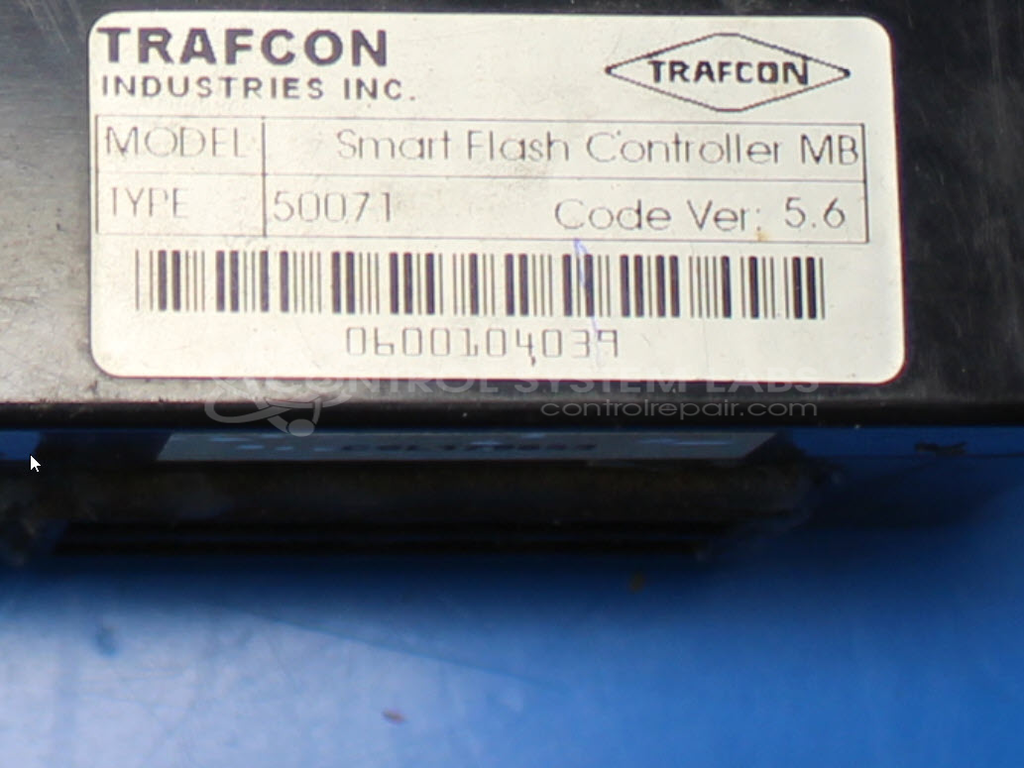 TRAFCON
INDUSTRIES INC.
TRAFCON
MODEL Smart Flash Controller MB
TYPE 50071 Code Ver: 5.6
0600104039
CONTROL SYSTEM LABS
controlrepair.com